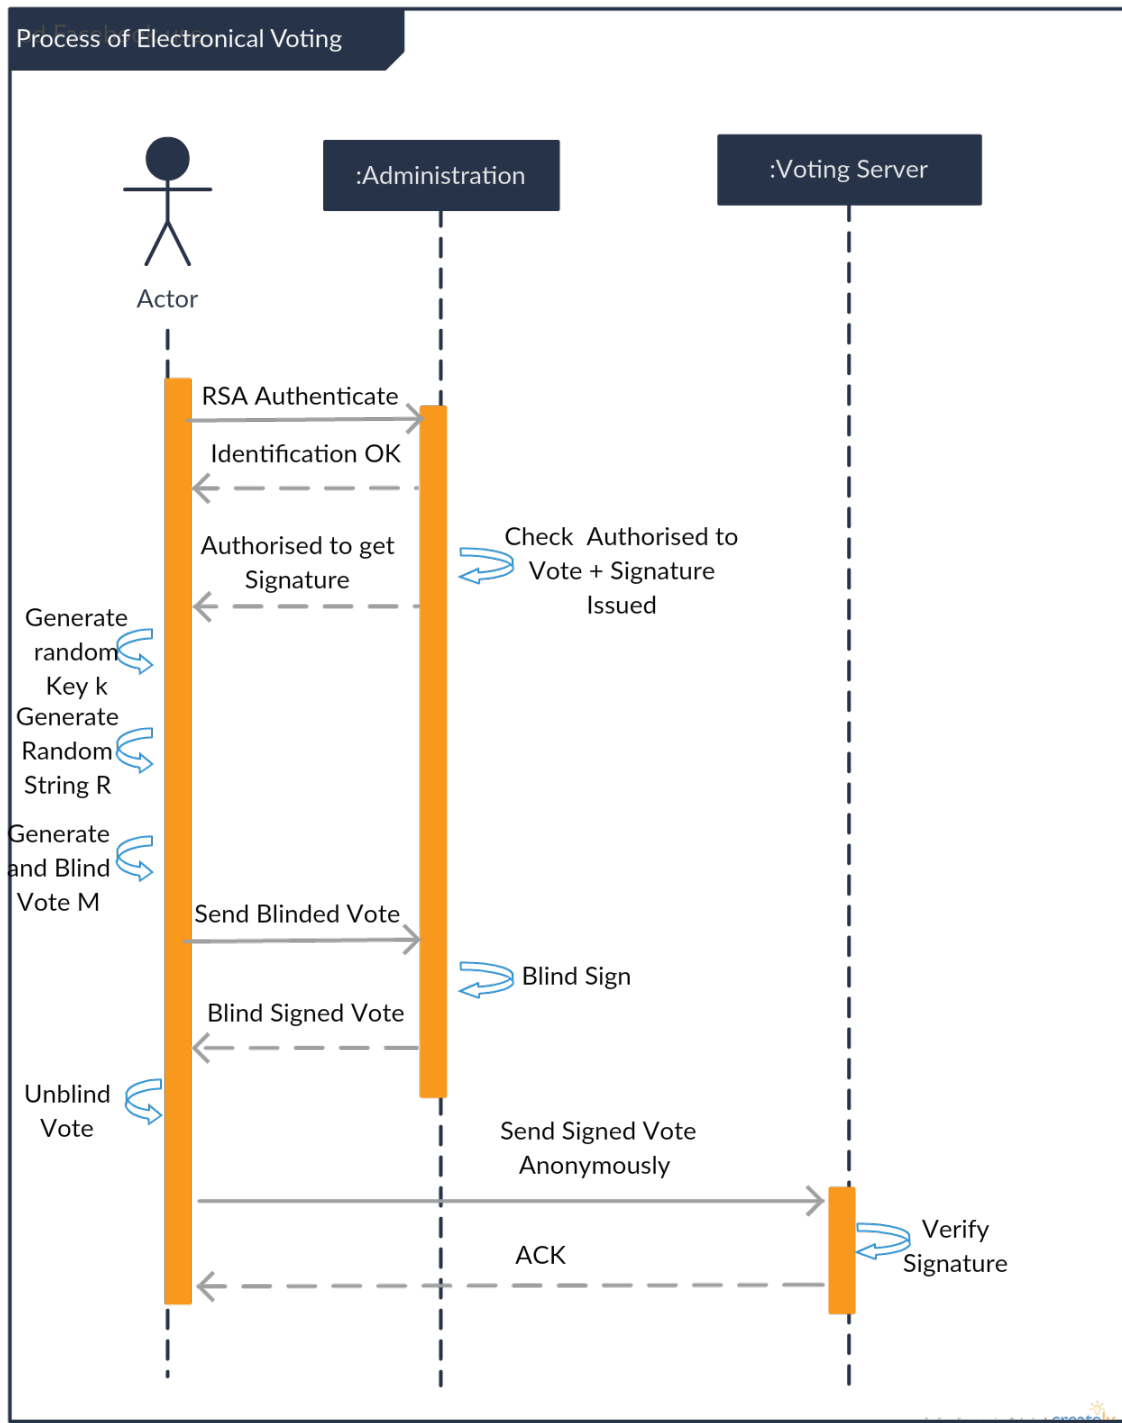 Process of Electronical Voting
:Administration
:Voting Server
Actor
RSA Authenticate
Identification OK
Check Authorised to
Vote + Signature
Issued
Authorised to get
Signature
Generate
random
Key k
Generate
Random
String R
Generate
and Blind
Vote M
Send Blinded Vote
Blind Sign
Blind Signed Vote
Unblind
Vote
Send Signed Vote
Anonymously
Verify
Signature
ACK
creately